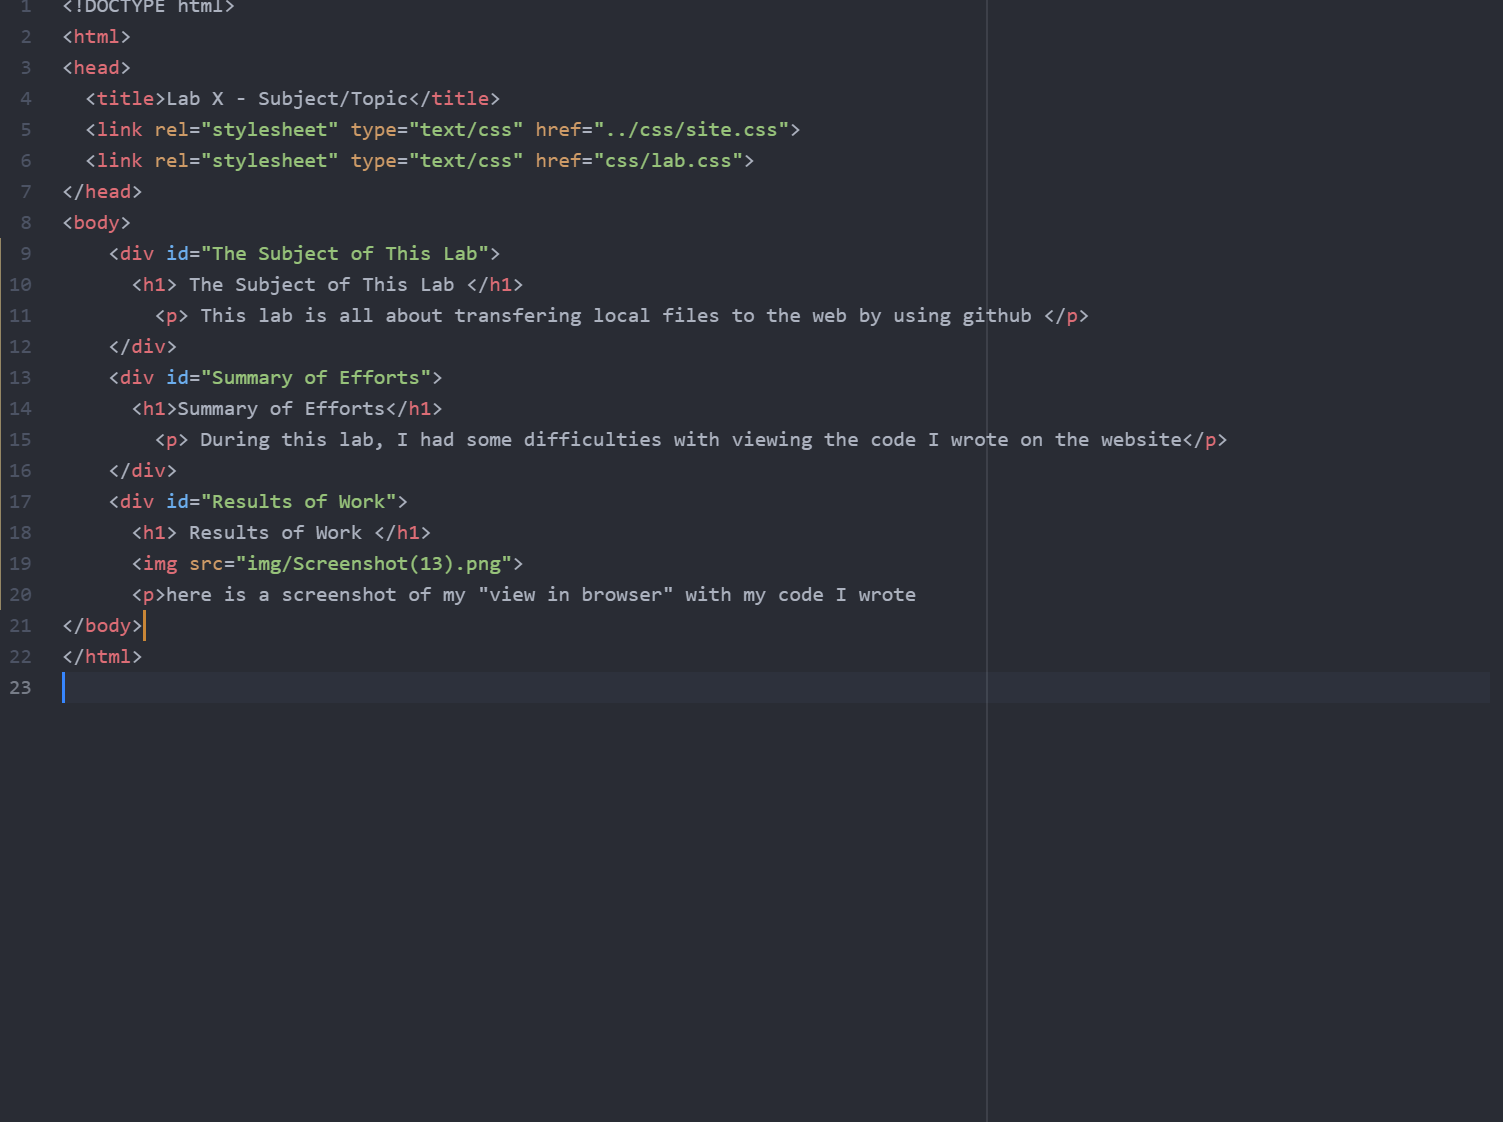 1 <!DOCTYPE html>
2 <html>
3 <head>
4   <title>Lab X - Subject/Topic</title>
5   <link rel="stylesheet" type="text/css" href="../css/site.css">
6   <link rel="stylesheet" type="text/css" href="css/lab.css">
7 </head>
8 <body>
9     <div id="The Subject of This Lab">
10       <h1> The Subject of This Lab </h1>
11         <p> This lab is all about transfering local files to the web by using github </p>
12     </div>
13     <div id="Summary of Efforts">
14       <h1>Summary of Efforts</h1>
15         <p> During this lab, I had some difficulties with viewing the code I wrote on the website</p>
16     </div>
17     <div id="Results of Work">
18       <h1> Results of Work </h1>
19       <img src="img/Screenshot(13).png">
20       <p>here is a screenshot of my "view in browser" with my code I wrote
21 </body>
22 </html>
23